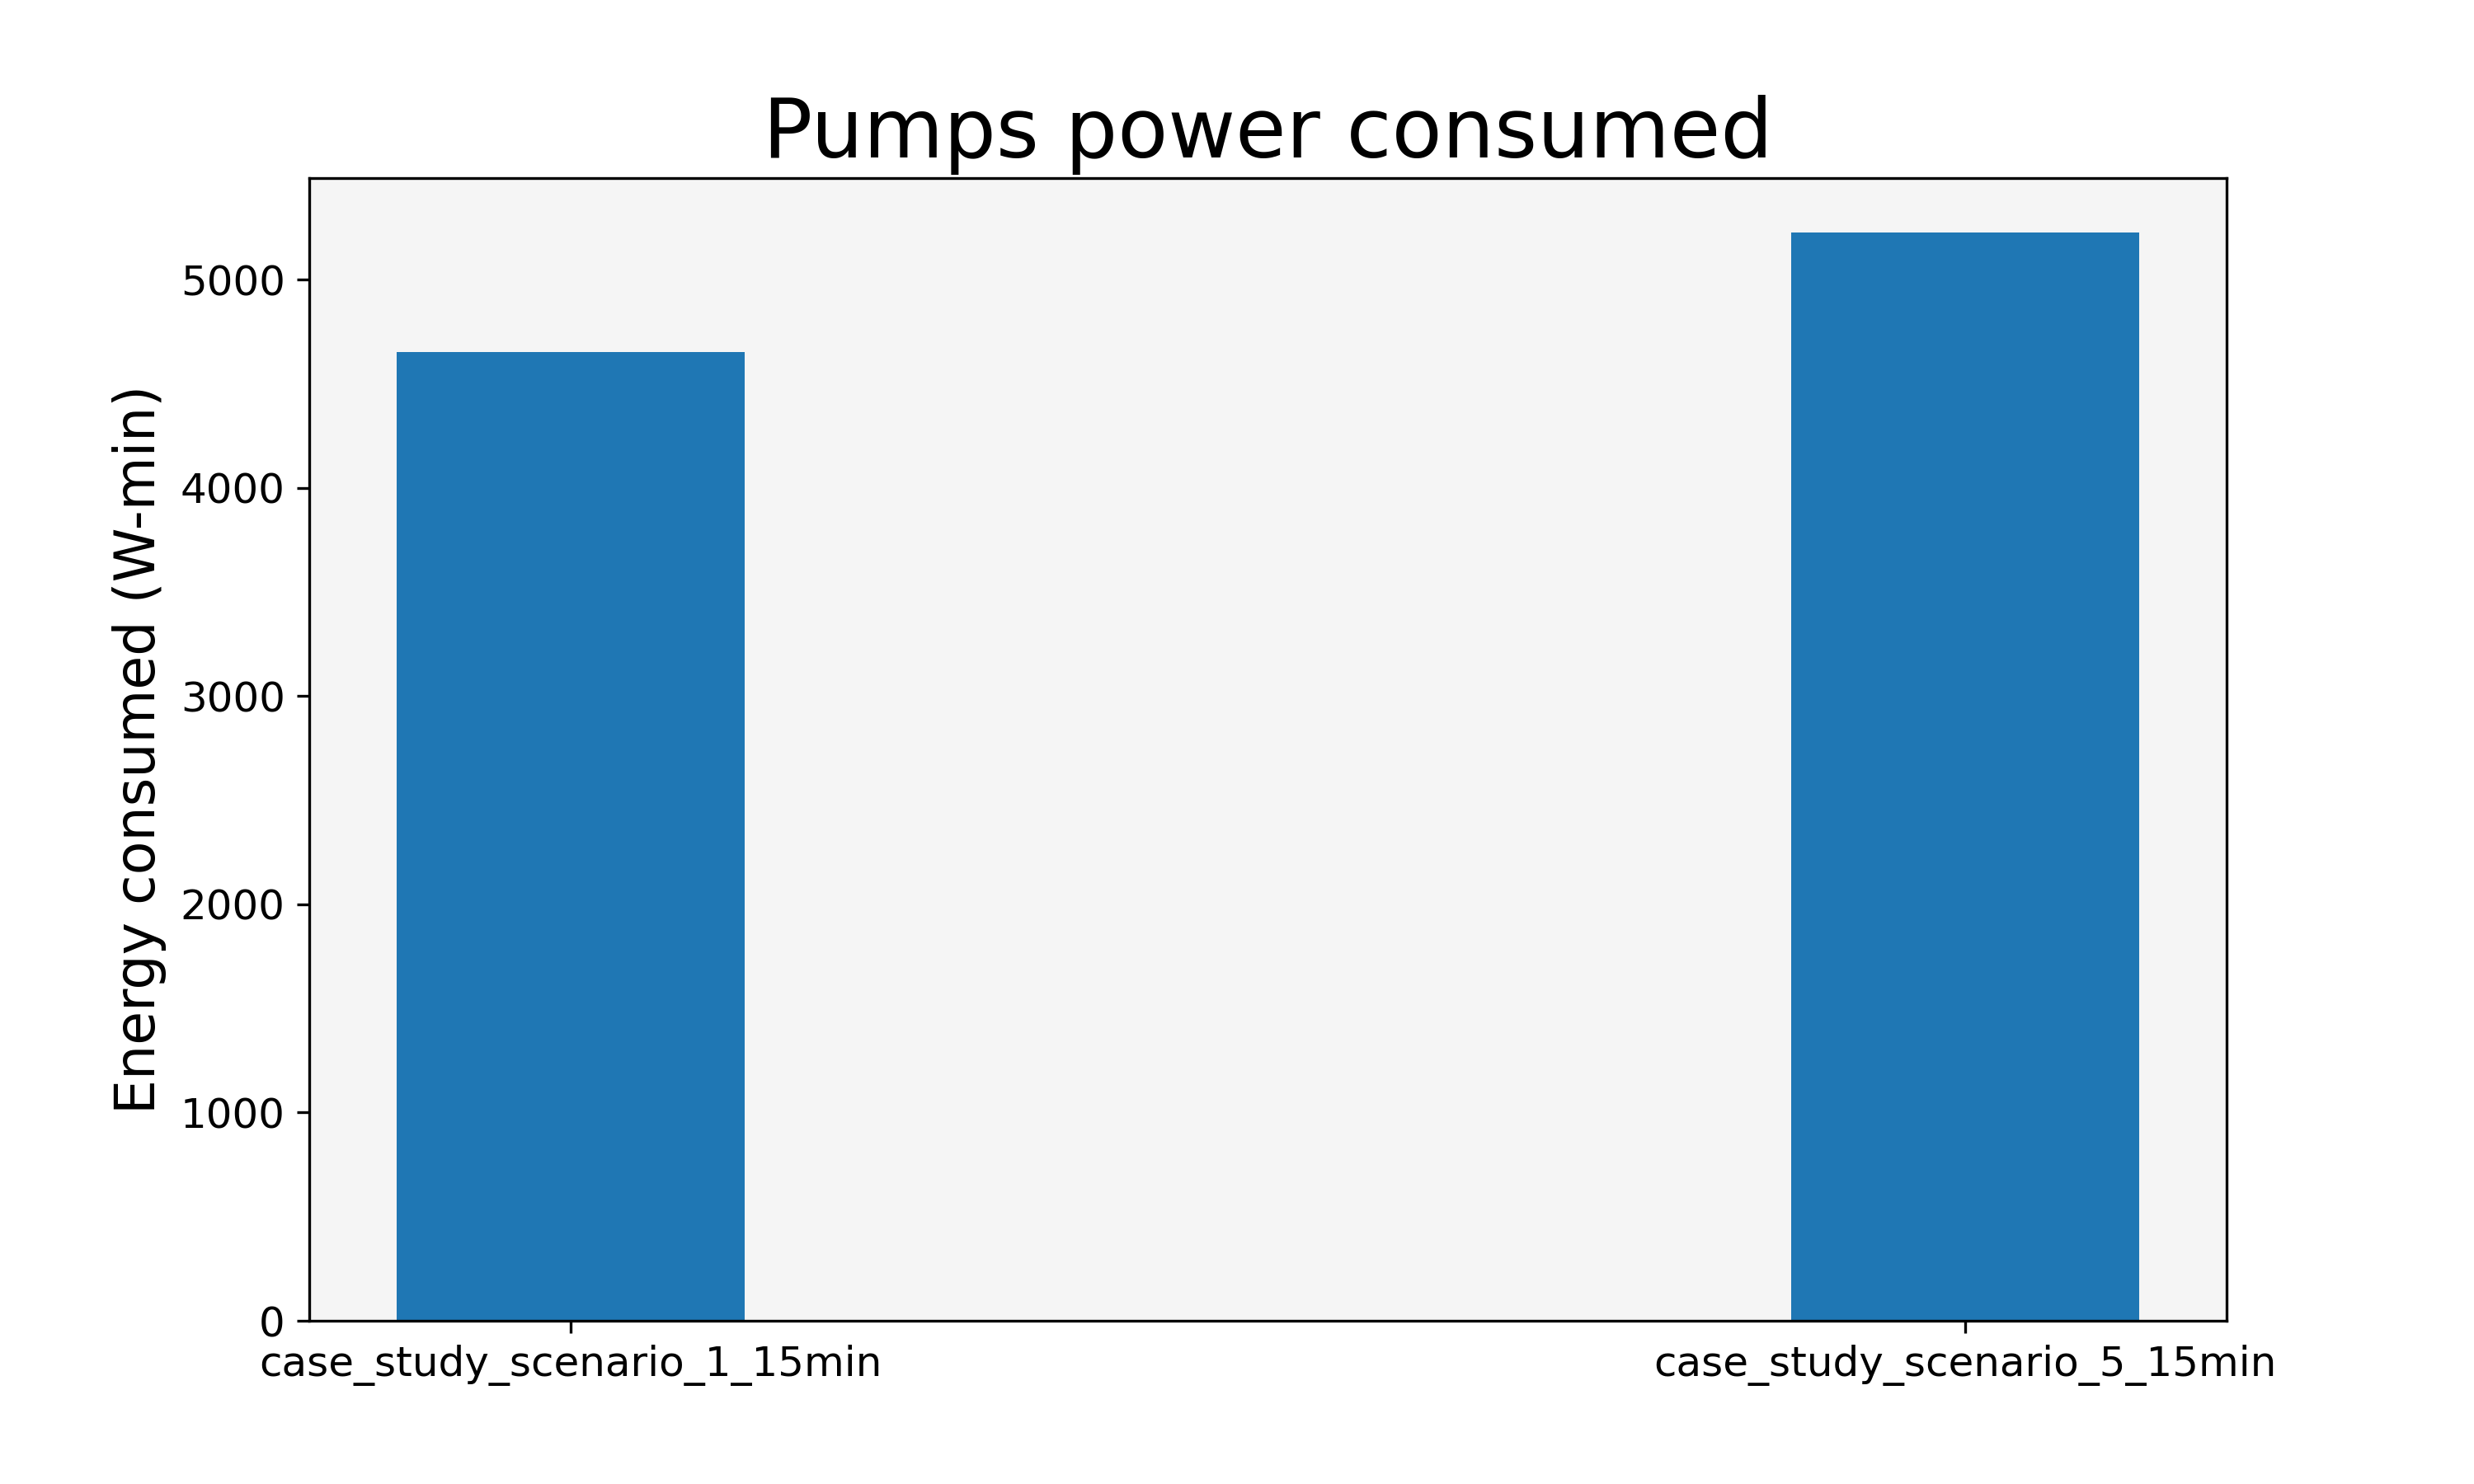 Pumps power consumed
Energy consumed (W-min)
5000
4000
3000
2000
1000
0
case_study_scenario_1_15min
case_study_scenario_5_15min